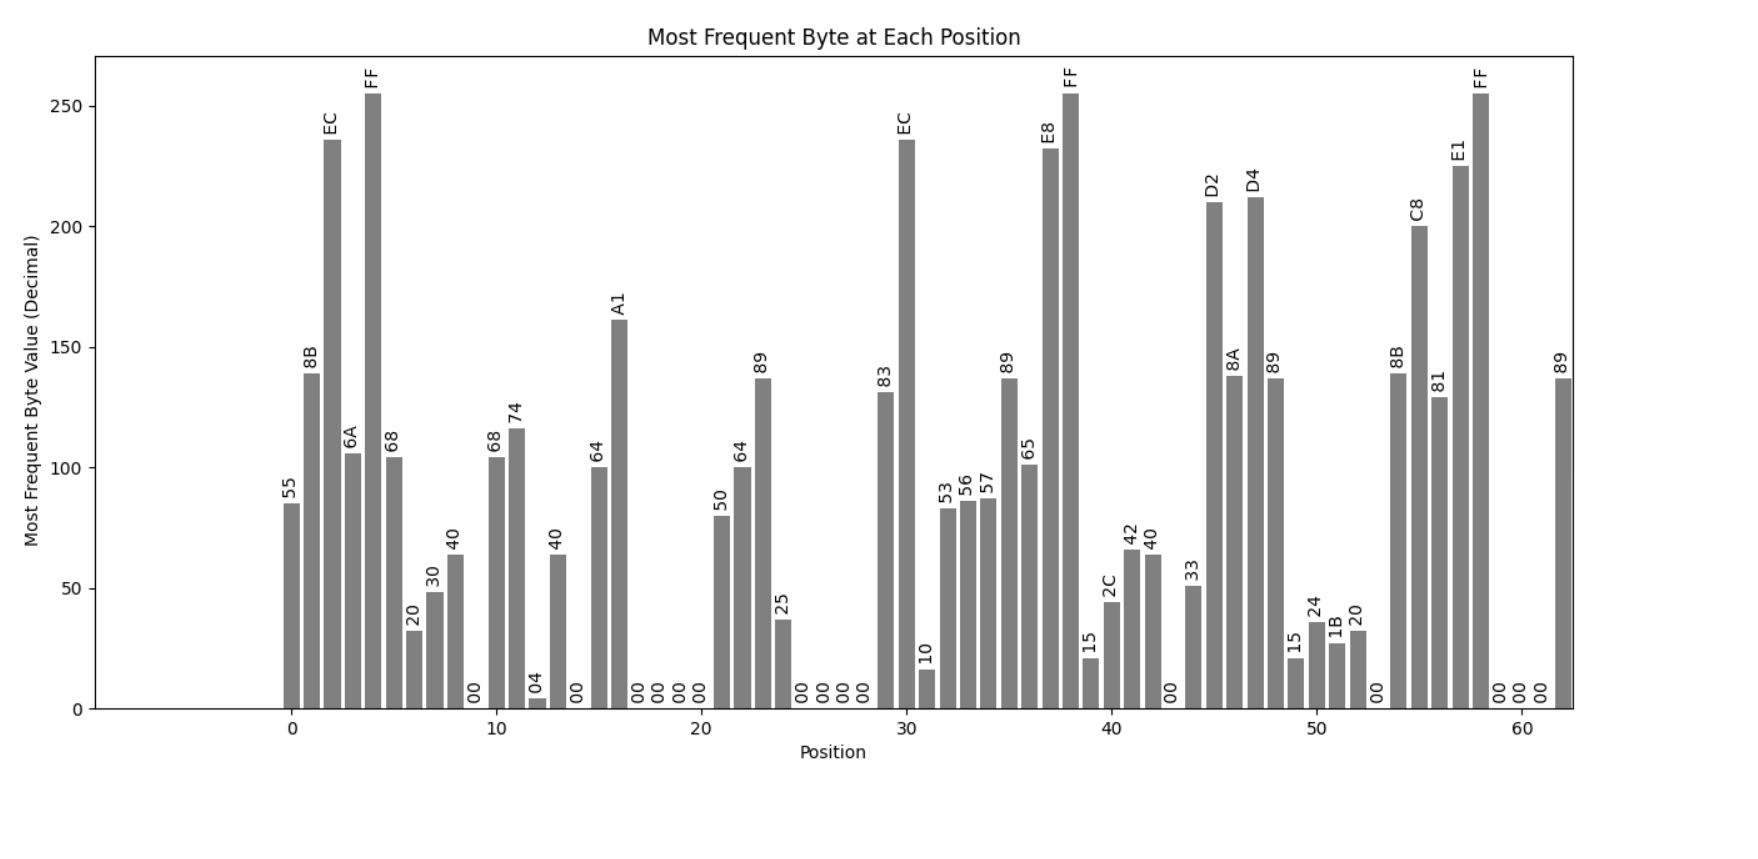 Most Frequent Byte at Each Position
Most Frequent Byte Value (Decimal)
250
200
150
100
50
0
55 8B EC 6A FF 68 20 30 40 00 68 74 04 40 00 64 A1 00 00 00 00 50 64 89 25 00 00 00 00 83 EC 10 53 56 57 89 65 E8 FF 15 2C 42 40 00 33 D2 8A D4 89 15 24 1B 20 00 8B C8 81 E1 FF 00 00 00 89
0 10 20 30 40 50 60
Position